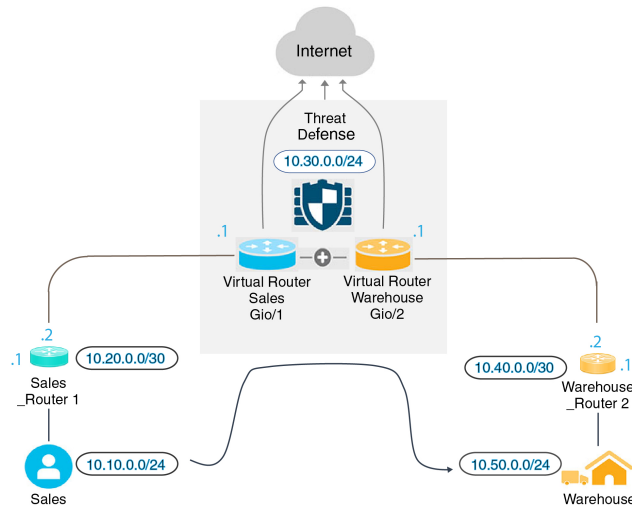 Internet
Threat
Defense
10.30.0.0/24
.1
.1
Virtual Router
Sales
Gio/1
Virtual Router
Warehouse
Gio/2
.2
.1
10.20.0.0/30
Sales
_Router 1
.2
10.40.0.0/30
.1
Warehouse
_Router 2
10.10.0.0/24
Sales
10.50.0.0/24
Warehouse